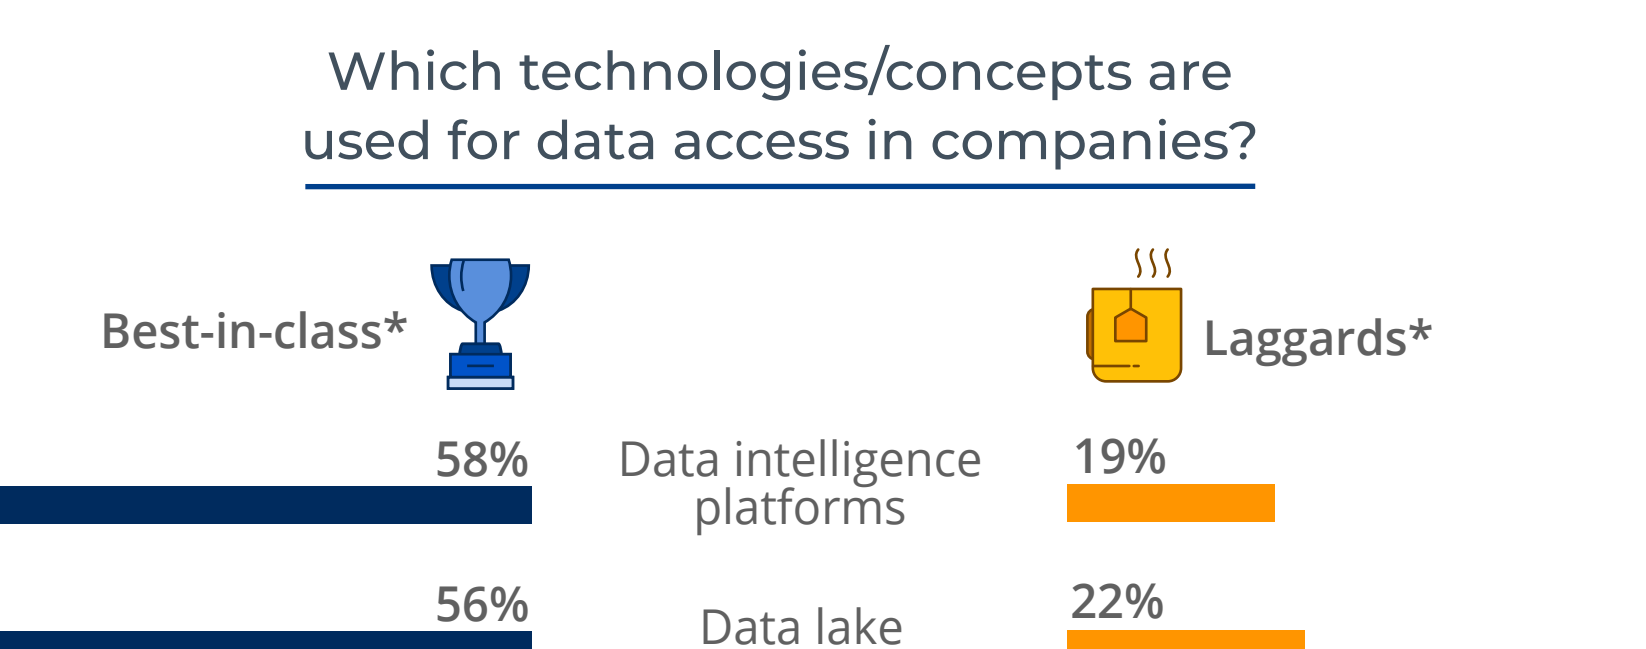 Which technologies/concepts are
used for data access in companies?
Best-in-class*
Laggards*
58%
Data intelligence
platforms
19%
56%
Data lake
22%